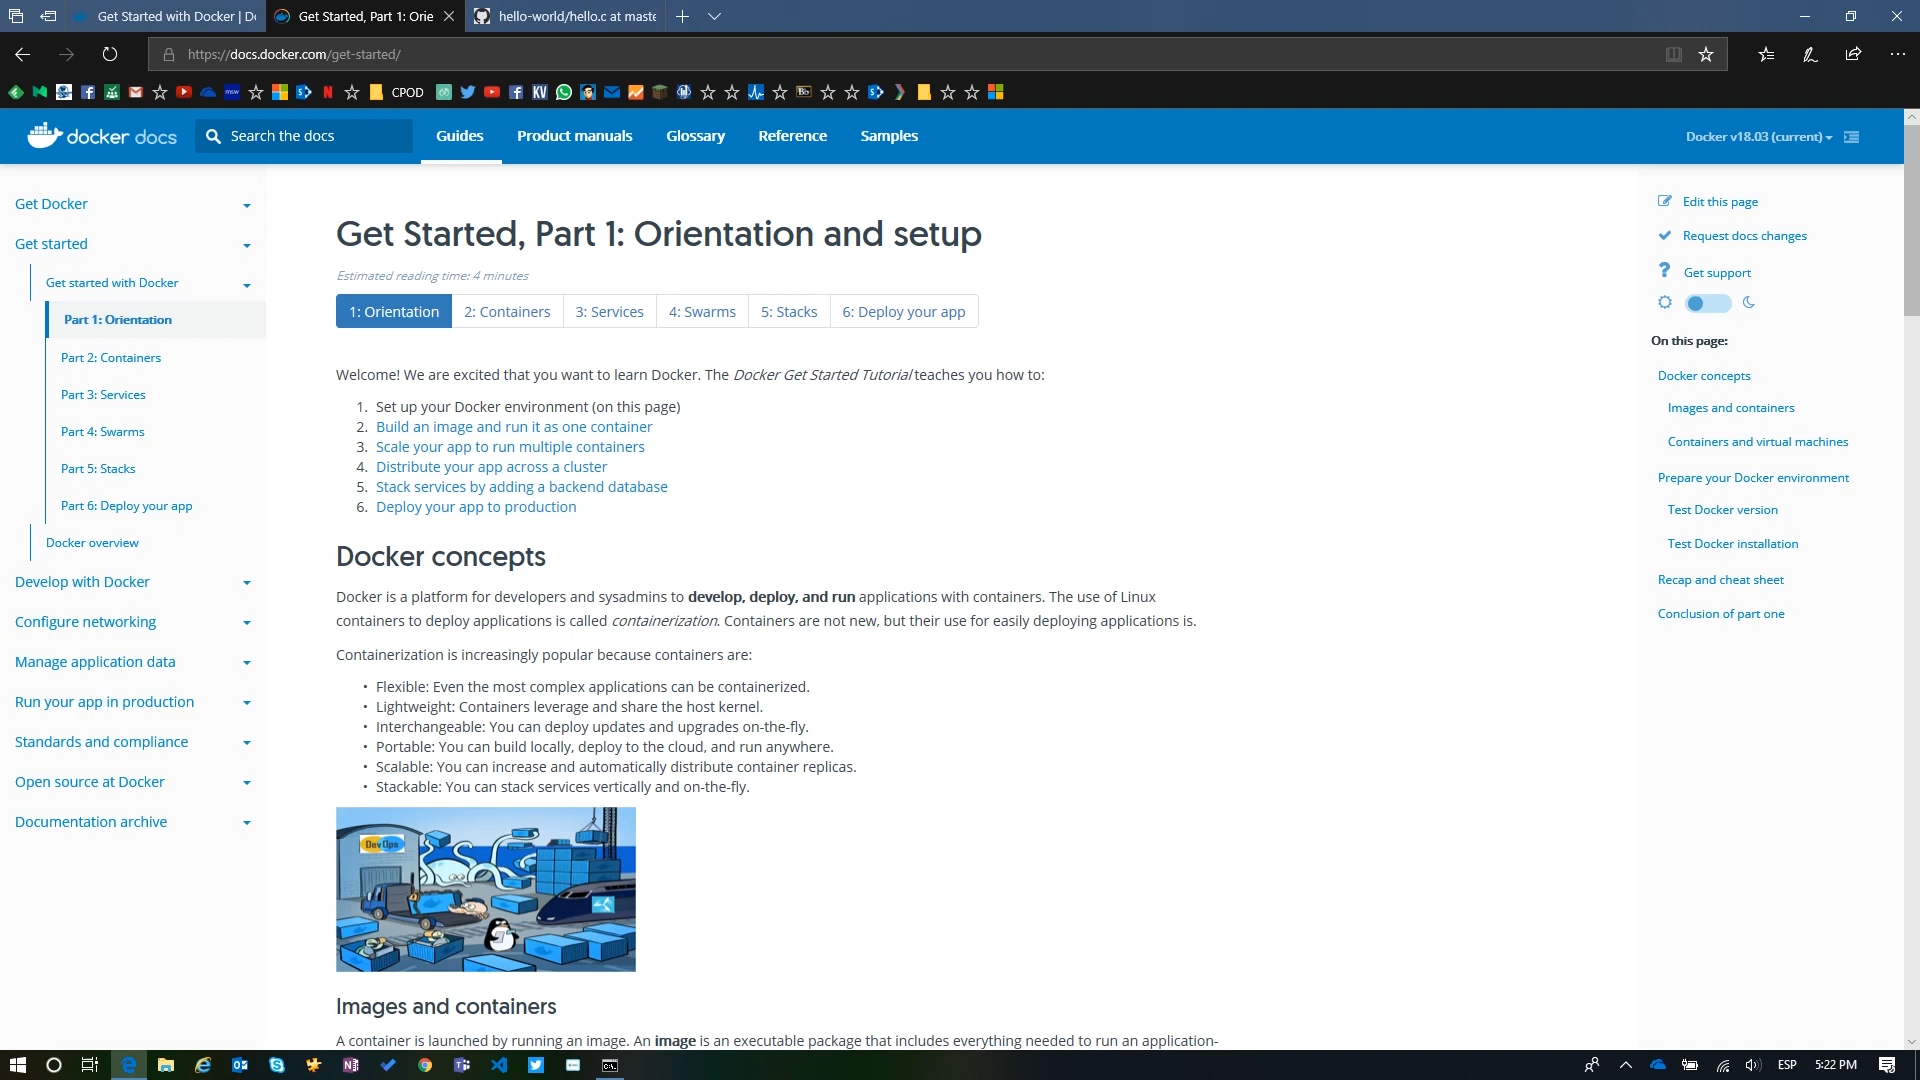 Get Started with Docker | Do
Get Started, Part 1: Orie
hello-world/hello.c at maste
https://docs.docker.com/get-started/
CPOD
docker docs
Search the docs
Guides
Product manuals
Glossary
Reference
Samples
Docker v18.03 (current)
Get Docker
Get started
Get started with Docker
Part 1: Orientation
Part 2: Containers
Part 3: Services
Part 4: Swarms
Part 5: Stacks
Part 6: Deploy your app
Docker overview
Develop with Docker
Configure networking
Manage application data
Run your app in production
Standards and compliance
Open source at Docker
Documentation archive
Get Started, Part 1: Orientation and setup
Estimated reading time: 4 minutes
1: Orientation
2: Containers
3: Services
4: Swarms
5: Stacks
6: Deploy your app
Welcome! We are excited that you want to learn Docker. The Docker Get Started Tutorial teaches you how to:
1. Set up your Docker environment (on this page)
2. Build an image and run it as one container
3. Scale your app to run multiple containers
4. Distribute your app across a cluster
5. Stack services by adding a backend database
6. Deploy your app to production
Docker concepts
Docker is a platform for developers and sysadmins to develop, deploy, and run applications with containers. The use of Linux
containers to deploy applications is called containerization. Containers are not new, but their use for easily deploying applications is.
Containerization is increasingly popular because containers are:
• Flexible: Even the most complex applications can be containerized.
• Lightweight: Containers leverage and share the host kernel.
• Interchangeable: You can deploy updates and upgrades on-the-fly.
• Portable: You can build locally, deploy to the cloud, and run anywhere.
• Scalable: You can increase and automatically distribute container replicas.
• Stackable: You can stack services vertically and on-the-fly.
DevOps
Images and containers
A container is launched by running an image. An image is an executable package that includes everything needed to run an application-
Edit this page
Request docs changes
Get support
On this page:
Docker concepts
Images and containers
Containers and virtual machines
Prepare your Docker environment
Test Docker version
Test Docker installation
Recap and cheat sheet
Conclusion of part one
ESP
5:22 PM